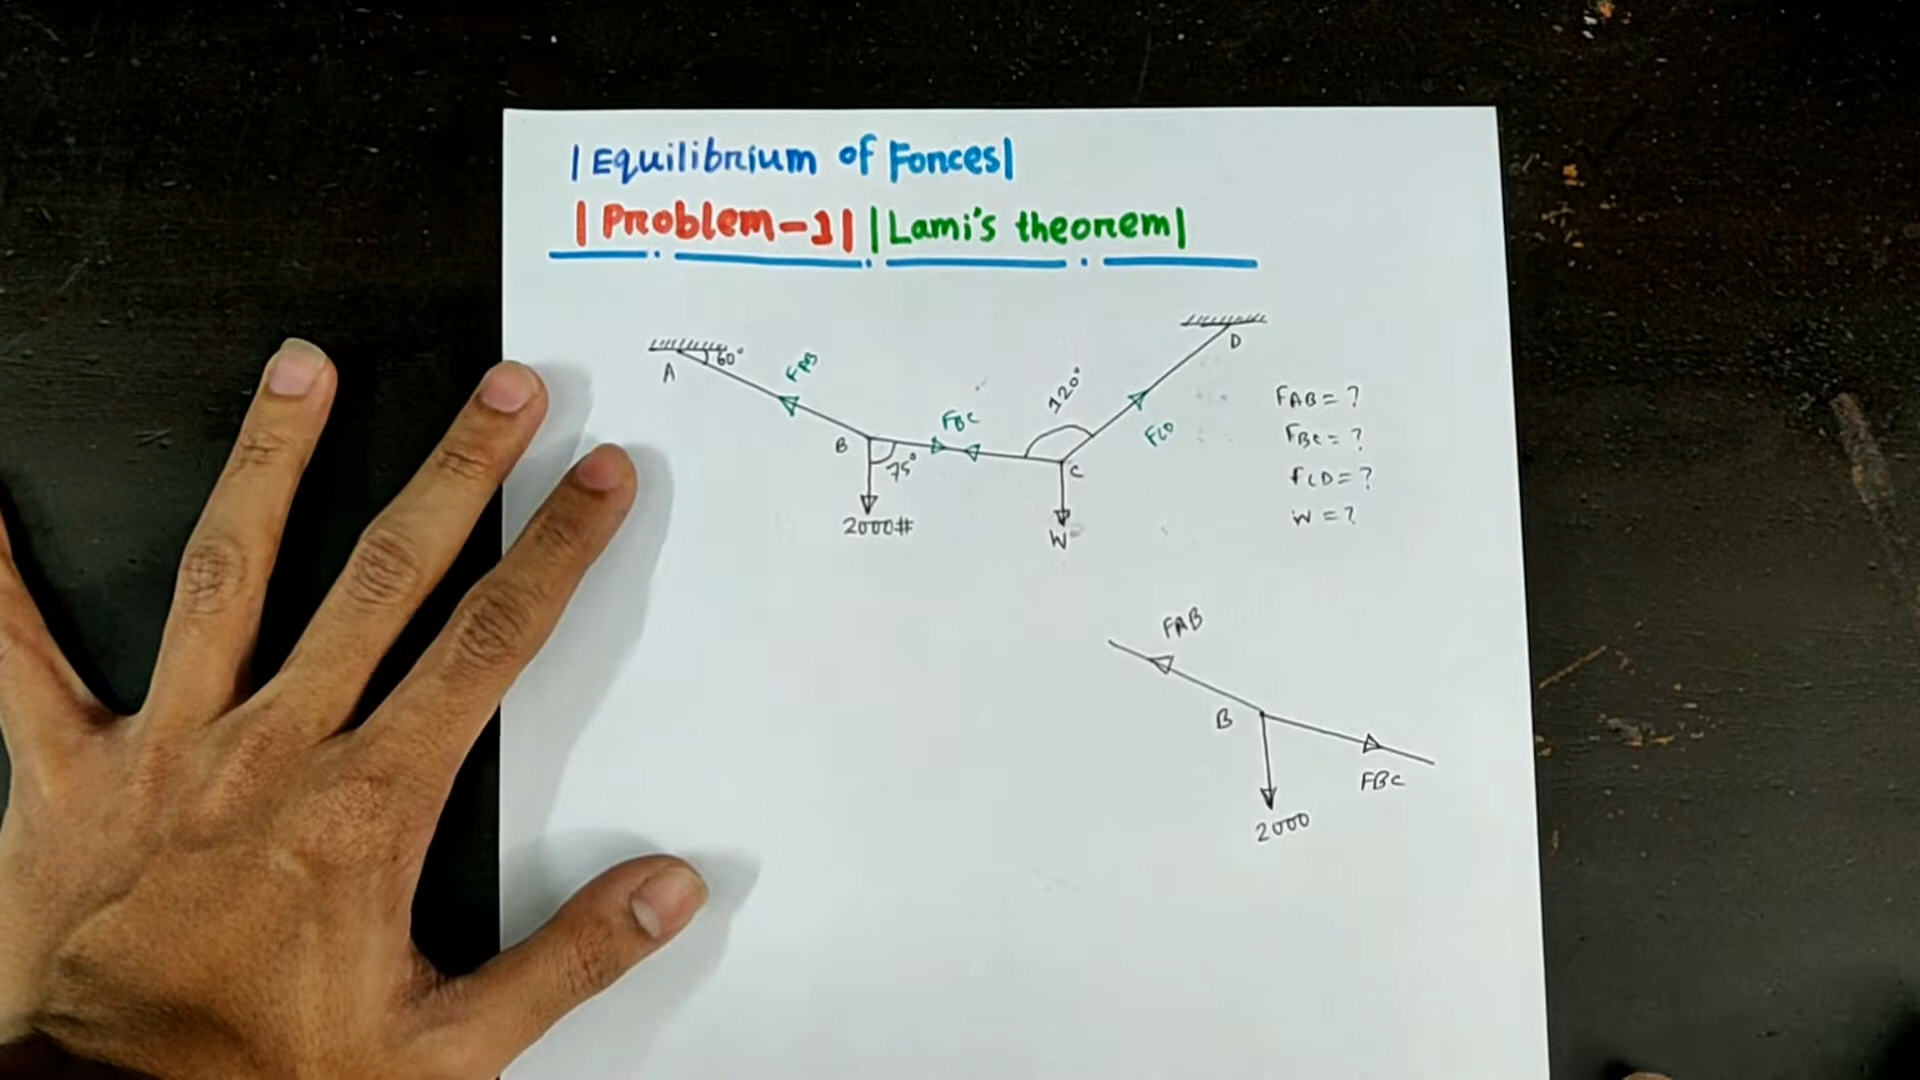 |Equilibrium of Forces|
|Problem-1||Lami's theorem|
A 60°
FAB
B
75°
2000#
FBC
120°
C
W
FCD
D
FAB = ?
FBC = ?
FCD = ?
W = ?
FAB
B
FBC
2000